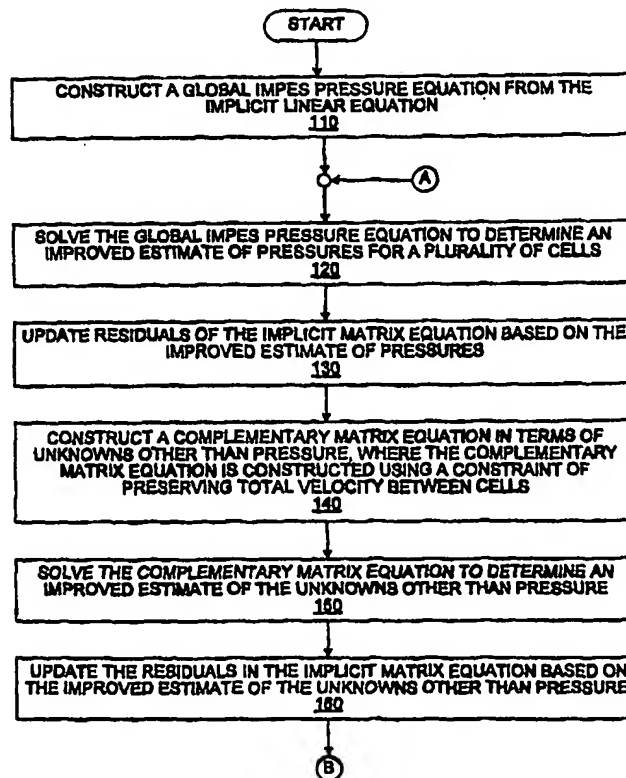 START
CONSTRUCT A GLOBAL IMPES PRESSURE EQUATION FROM THE
IMPLICIT LINEAR EQUATION
110
A
SOLVE THE GLOBAL IMPES PRESSURE EQUATION TO DETERMINE AN
IMPROVED ESTIMATE OF PRESSURES FOR A PLURALITY OF CELLS
120
UPDATE RESIDUALS OF THE IMPLICIT MATRIX EQUATION BASED ON THE
IMPROVED ESTIMATE OF PRESSURES
130
CONSTRUCT A COMPLEMENTARY MATRIX EQUATION IN TERMS OF
UNKNOWNS OTHER THAN PRESSURE, WHERE THE COMPLEMENTARY
MATRIX EQUATION IS CONSTRUCTED USING A CONSTRAINT OF
PRESERVING TOTAL VELOCITY BETWEEN CELLS
140
SOLVE THE COMPLEMENTARY MATRIX EQUATION TO DETERMINE AN
IMPROVED ESTIMATE OF THE UNKNOWNS OTHER THAN PRESSURE
150
UPDATE THE RESIDUALS IN THE IMPLICIT MATRIX EQUATION BASED ON
THE IMPROVED ESTIMATE OF THE UNKNOWNS OTHER THAN PRESSURE
160
B